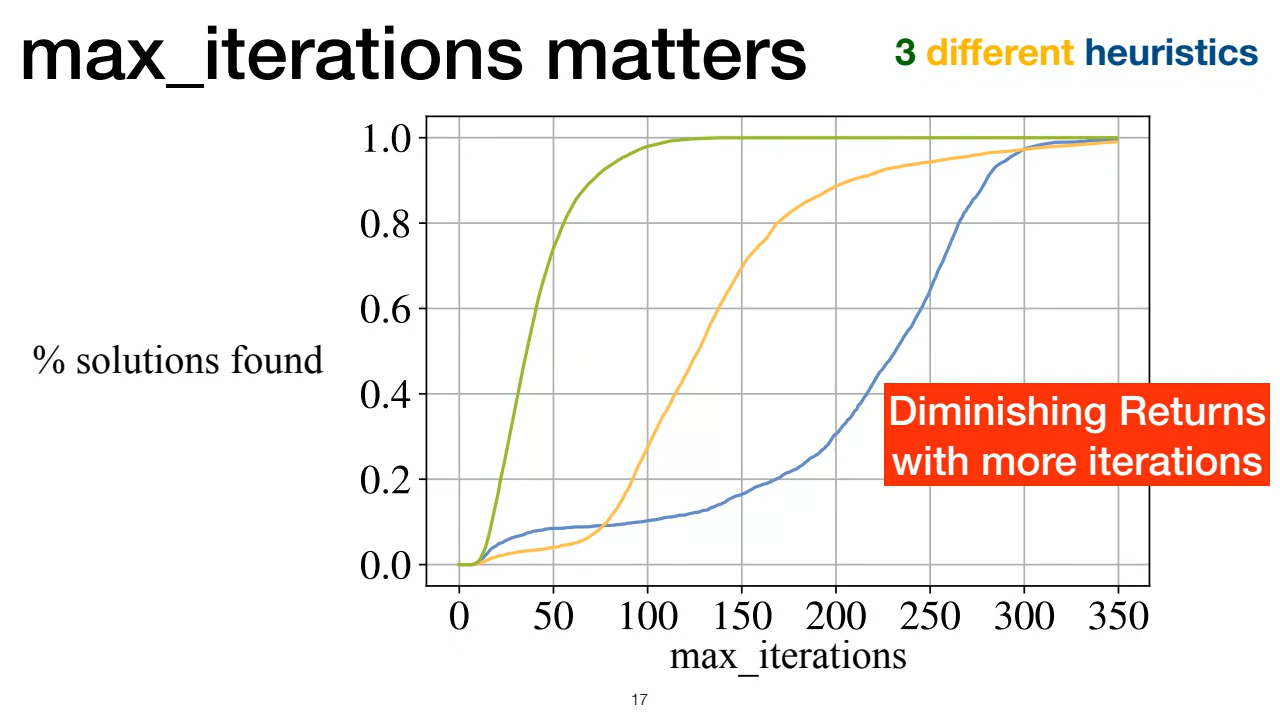 max_iterations matters
3 different heuristics
1.0
0.8
0.6
% solutions found
0.4
Diminishing Returns
with more iterations
0.2
0.0
0 50 100 150 200 250 300 350
max_iterations
17